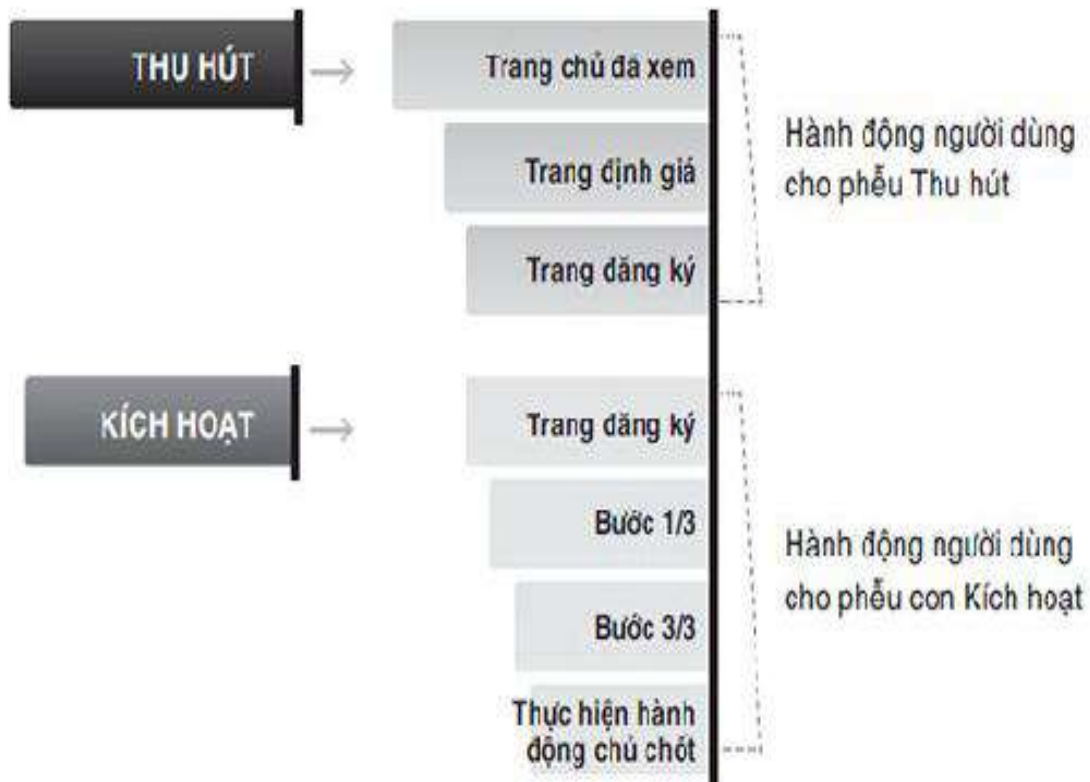 THU HÚT
Trang chủ đa xem
Trang định giá
Trang đăng ký
Hành động người dùng
cho phễu Thu hút
KÍCH HOẠT
Trang đăng ký
Bước 1/3
Bước 3/3
Thực hiện hành
động chủ chốt
Hành động người dùng
cho phễu con Kích hoạt